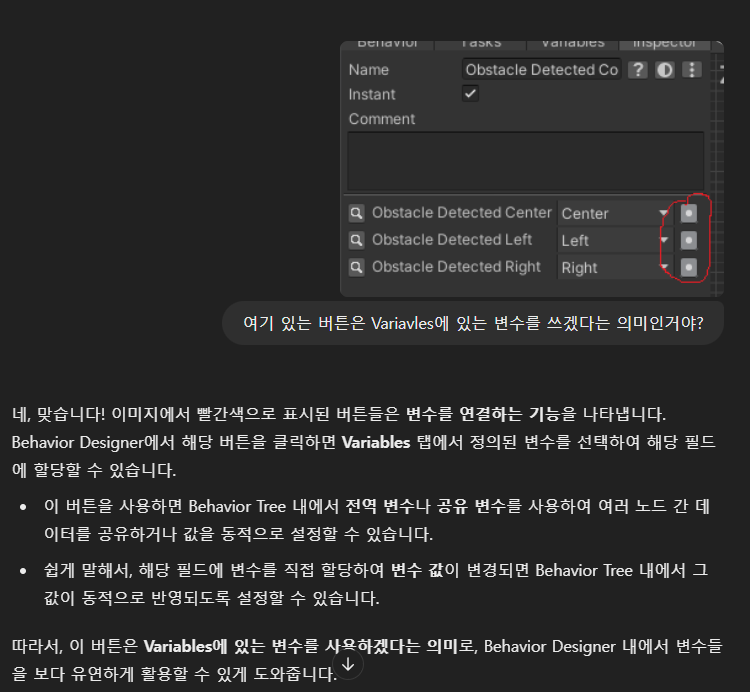 Behavior Tasks Variables Inspector
Name Obstacle Detected Co ?
Instant
Comment
Obstacle Detected Center Center
Obstacle Detected Left Left
Obstacle Detected Right Right
여기 있는 버튼은 Variavles에 있는 변수를 쓰겠다는 의미인거야?
네, 맞습니다! 이미지에서 빨간색으로 표시된 버튼들은 변수를 연결하는 기능을 나타냅니다.
Behavior Designer에서 해당 버튼을 클릭하면 Variables 탭에서 정의된 변수를 선택하여 해당 필드
에 할당할 수 있습니다.
• 이 버튼을 사용하면 Behavior Tree 내에서 전역 변수나 공유 변수를 사용하여 여러 노드 간 데
이터를 공유하거나 값을 동적으로 설정할 수 있습니다.
• 쉽게 말해서, 해당 필드에 변수를 직접 할당하여 변수 값이 변경되면 Behavior Tree 내에서 그
값이 동적으로 반영되도록 설정할 수 있습니다.
따라서, 이 버튼은 Variables에 있는 변수를 사용하겠다는 의미로, Behavior Designer 내에서 변수들
을 보다 유연하게 활용할 수 있게 도와줍니다.